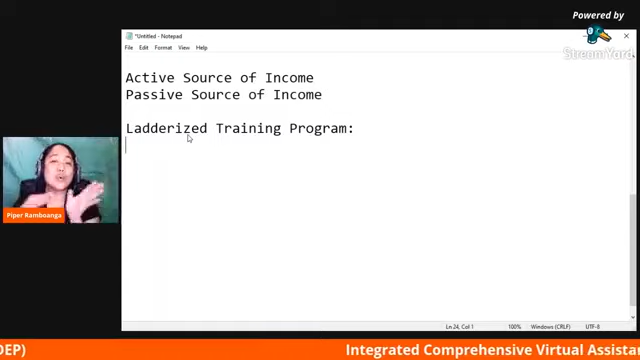 Powered by
StreamYard
*Untitled - Notepad
File Edit Format View Help
Active Source of Income
Passive Source of Income
Ladderized Training Program:
Piper Ramboanga
Ln 24, Col 1 100% Windows (CRLF) UTF-8
DEP) Integrated Comprehensive Virtual Assista